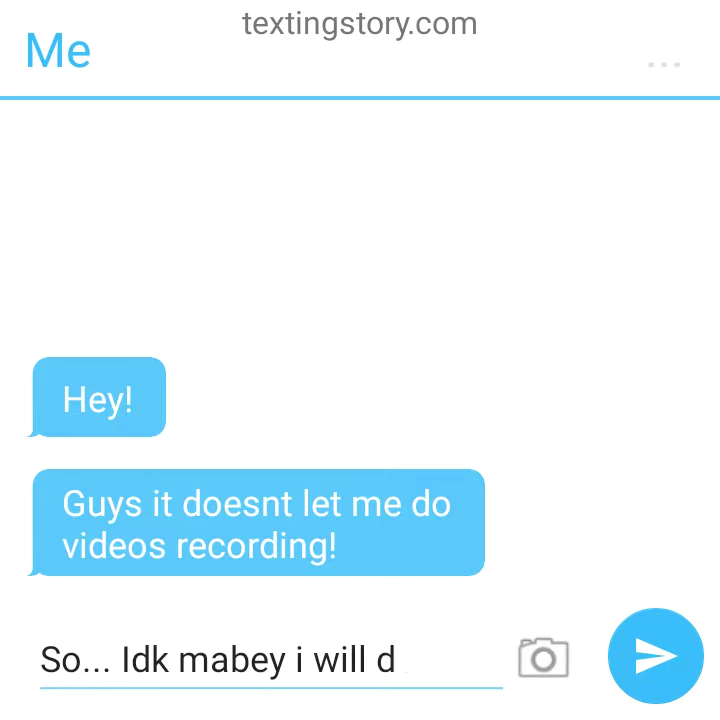 textingstory.com
Me
Hey!
Guys it doesnt let me do
videos recording!
So... Idk mabey i will d